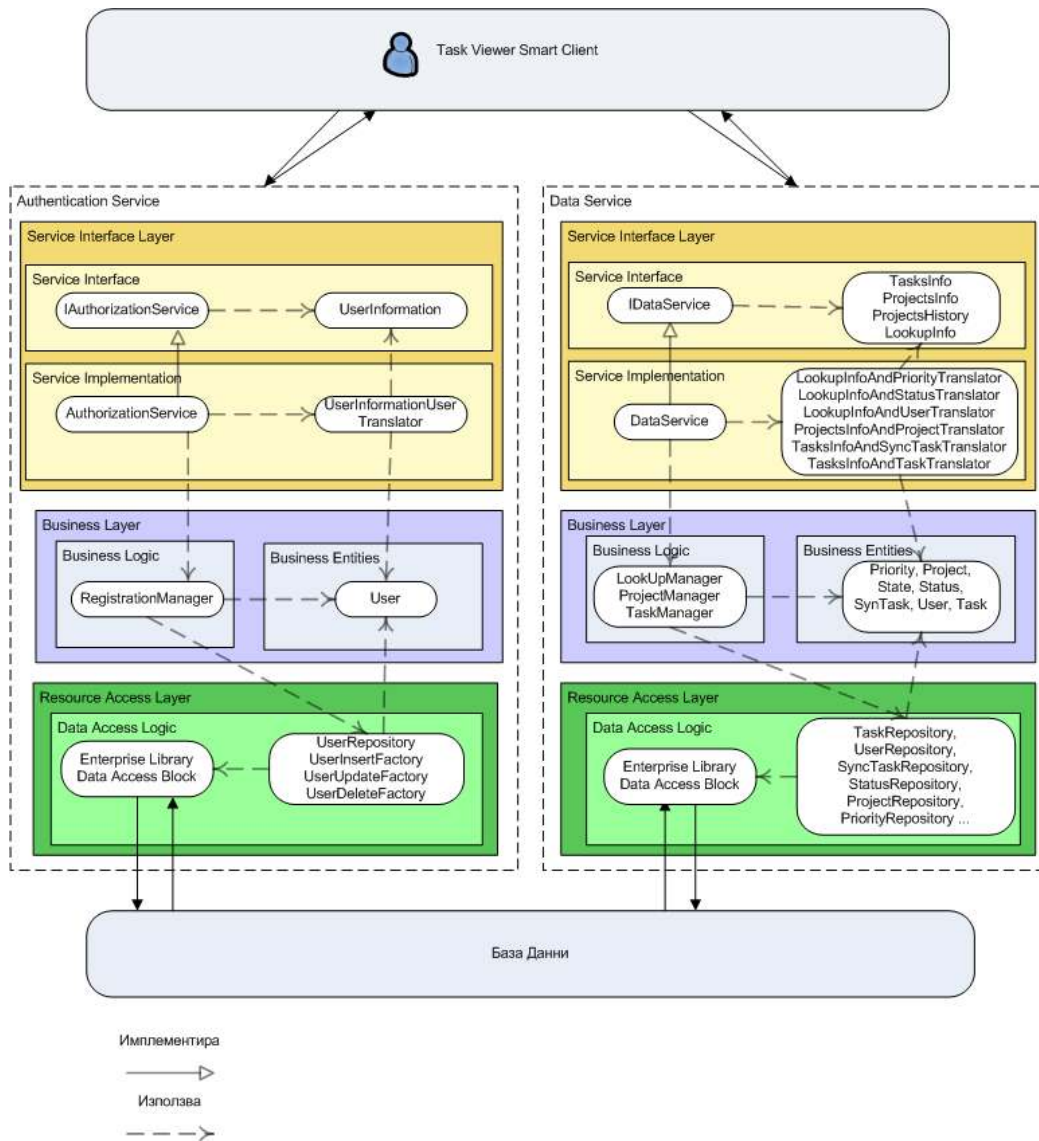 Task Viewer Smart Client
Authentication Service
Service Interface Layer
Service Interface
IAuthorizationService
UserInformation
Service Implementation
AuthorizationService
UserInformationUser
Translator
Business Layer
Business Logic
RegistrationManager
Business Entities
User
Resource Access Layer
Data Access Logic
Enterprise Library
Data Access Block
UserRepository
UserInsertFactory
UserUpdateFactory
UserDeleteFactory
Data Service
Service Interface Layer
Service Interface
IDataService
TasksInfo
ProjectsInfo
ProjectsHistory
LookupInfo
Service Implementation
DataService
LookupInfoAndPriorityTranslator
LookupInfoAndStatusTranslator
LookupInfoAndUserTranslator
ProjectsInfoAndProjectTranslator
TasksInfoAndSyncTaskTranslator
TasksInfoAndTaskTranslator
Business Layer
Business Logic
LookUpManager
ProjectManager
TaskManager
Business Entities
Priority, Project,
State, Status,
SynTask, User, Task
Resource Access Layer
Data Access Logic
Enterprise Library
Data Access Block
TaskRepository,
UserRepository,
SyncTaskRepository,
StatusRepository,
ProjectRepository,
PriorityRepository ...
База Данни
Имплементира
Използва